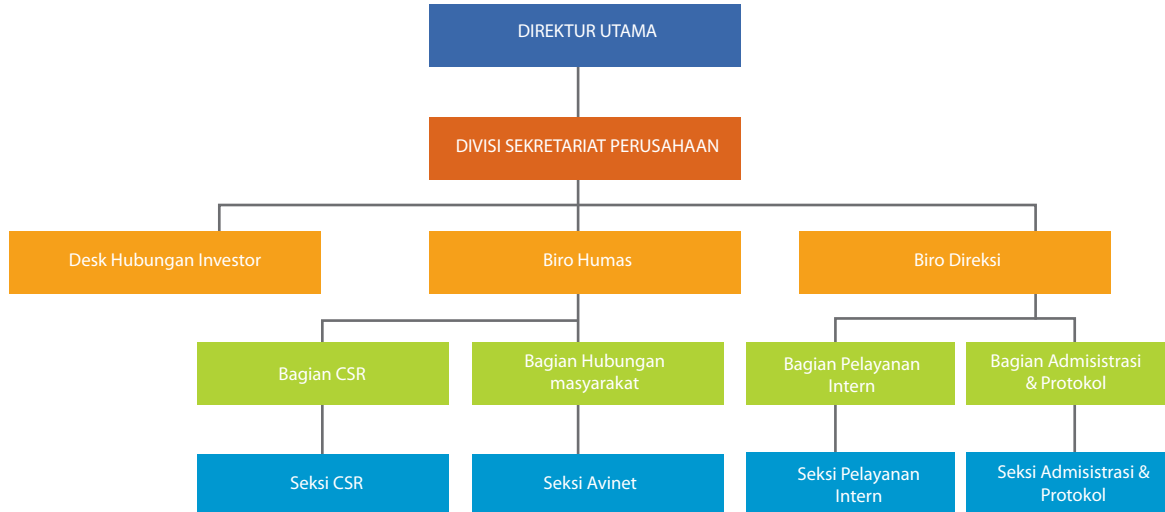 DIREKTUR UTAMA
DIVISI SEKRETARIAT PERUSAHAAN
Desk Hubungan Investor
Biro Humas
Biro Direksi
Bagian CSR
Bagian Hubungan
masyarakat
Bagian Pelayanan
Intern
Bagian Admisistrasi
& Protokol
Seksi CSR
Seksi Avinet
Seksi Pelayanan
Intern
Seksi Admisistrasi &
Protokol